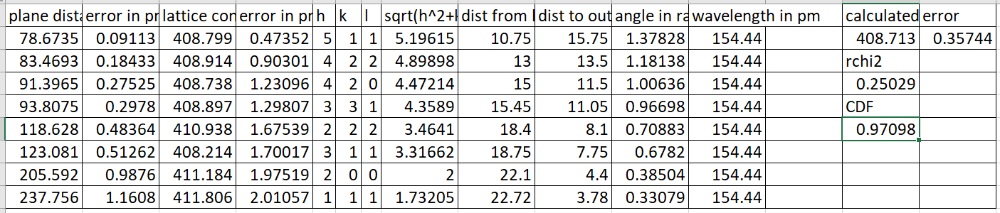 plane dista error in pr lattice con error in pr h k l sqrt(h^2+k dist from l dist to out angle in ra wavelength in pm calculated error
78.6735 0.09113 408.799 0.47352 5 1 1 5.19615 10.75 15.75 1.37828 154.44 408.713 0.35744
83.4693 0.18433 408.914 0.90301 4 2 2 4.89898 13 13.5 1.18138 154.44 rchi2
91.3965 0.27525 408.738 1.23096 4 2 0 4.47214 15 11.5 1.00636 154.44 0.25029
93.8075 0.2978 408.897 1.29807 3 3 1 4.3589 15.45 11.05 0.96698 154.44 CDF
118.628 0.48364 410.938 1.67539 2 2 2 3.4641 18.4 8.1 0.70883 154.44 0.97098
123.081 0.51262 408.214 1.70017 3 1 1 3.31662 18.75 7.75 0.6782 154.44
205.592 0.9876 411.184 1.97519 2 0 0 2 22.1 4.4 0.38504 154.44
237.756 1.1608 411.806 2.01057 1 1 1 1.73205 22.72 3.78 0.33079 154.44